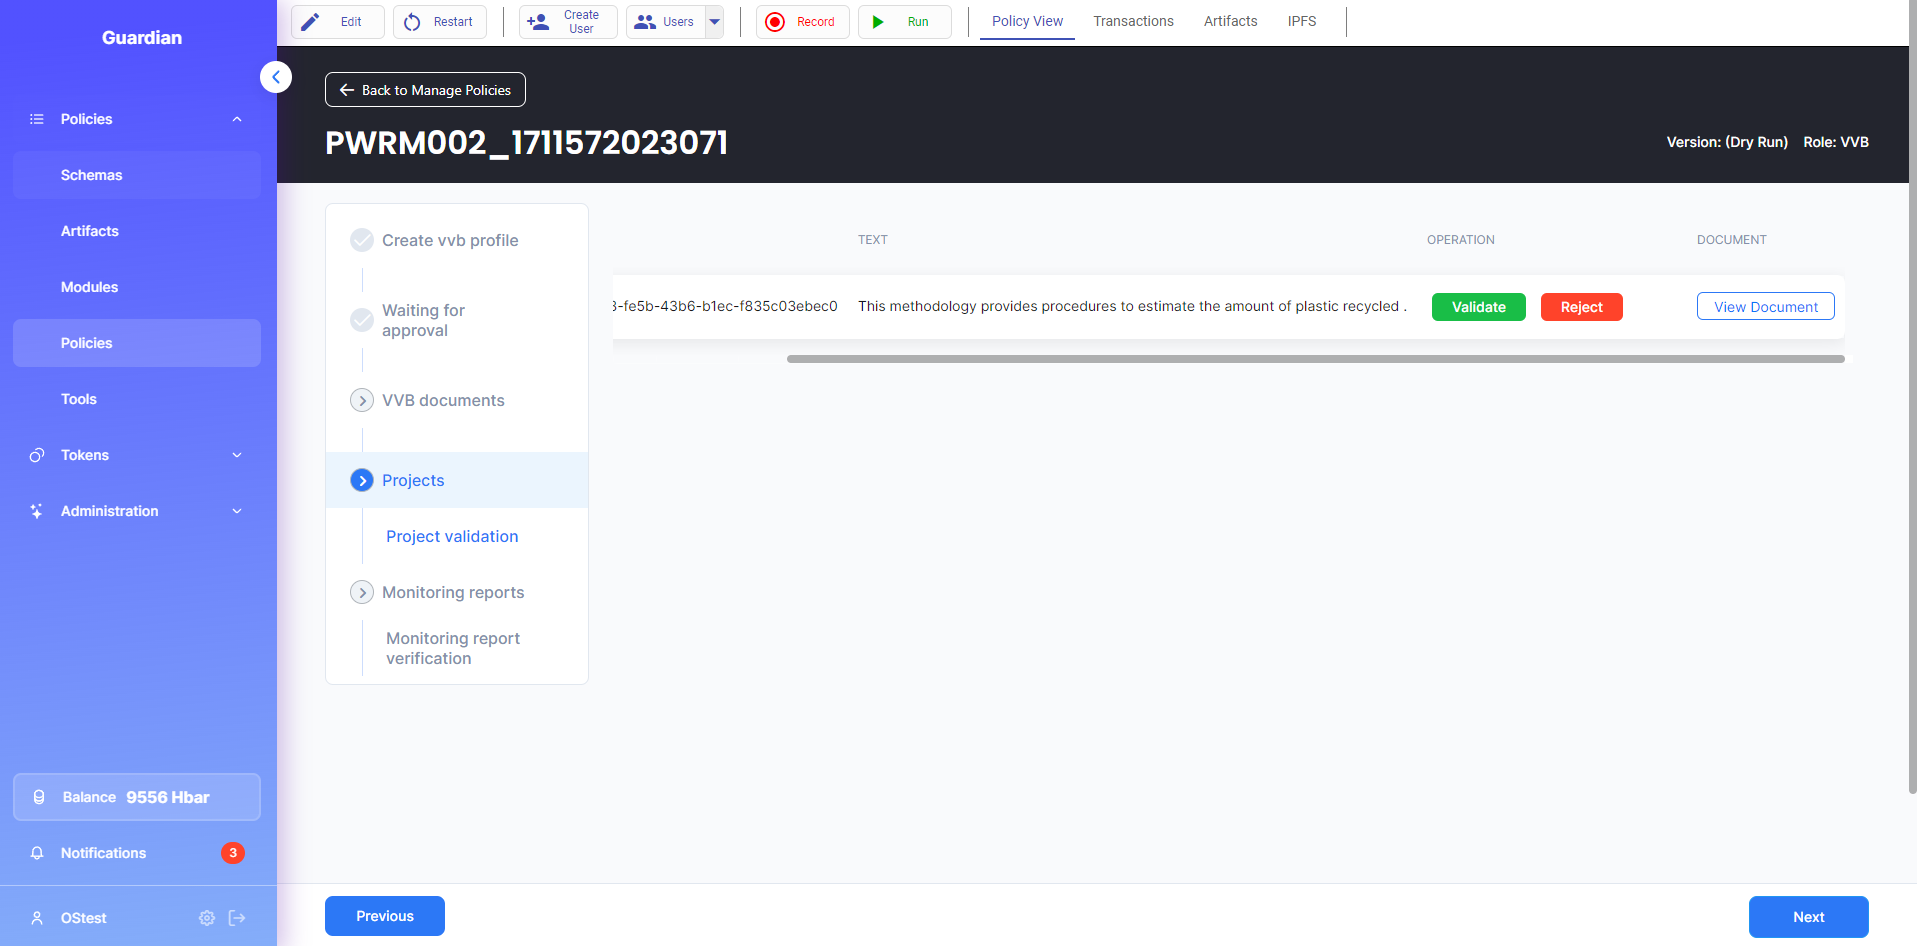 Guardian
Policies
Schemas
Artifacts
Modules
Policies
Tools
Tokens
Administration
Balance 9556 Hbar
Notifications 3
OStest
Edit Restart Create User Users Record Run Policy View Transactions Artifacts IPFS
Back to Manage Policies
PWRM002_1711572023071
Version: (Dry Run) Role: VVB
Create vvb profile
Waiting for
approval
VVB documents
Projects
Project validation
Monitoring reports
Monitoring report
verification
TEXT OPERATION DOCUMENT
-fe5b-43b6-b1ec-f835c03ebec0 This methodology provides procedures to estimate the amount of plastic recycled . Validate Reject View Document
Previous Next